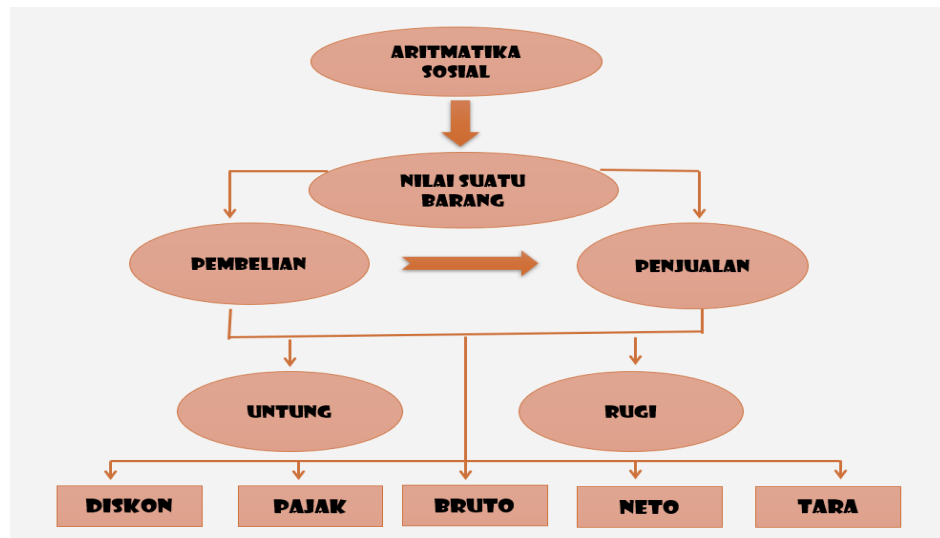 ARITMATIKA
SOSIAL
NILAI SUATU
BARANG
PEMBELIAN
PENJUALAN
UNTUNG
RUGI
DISKON
PAJAK
BRUTO
NETO
TARA